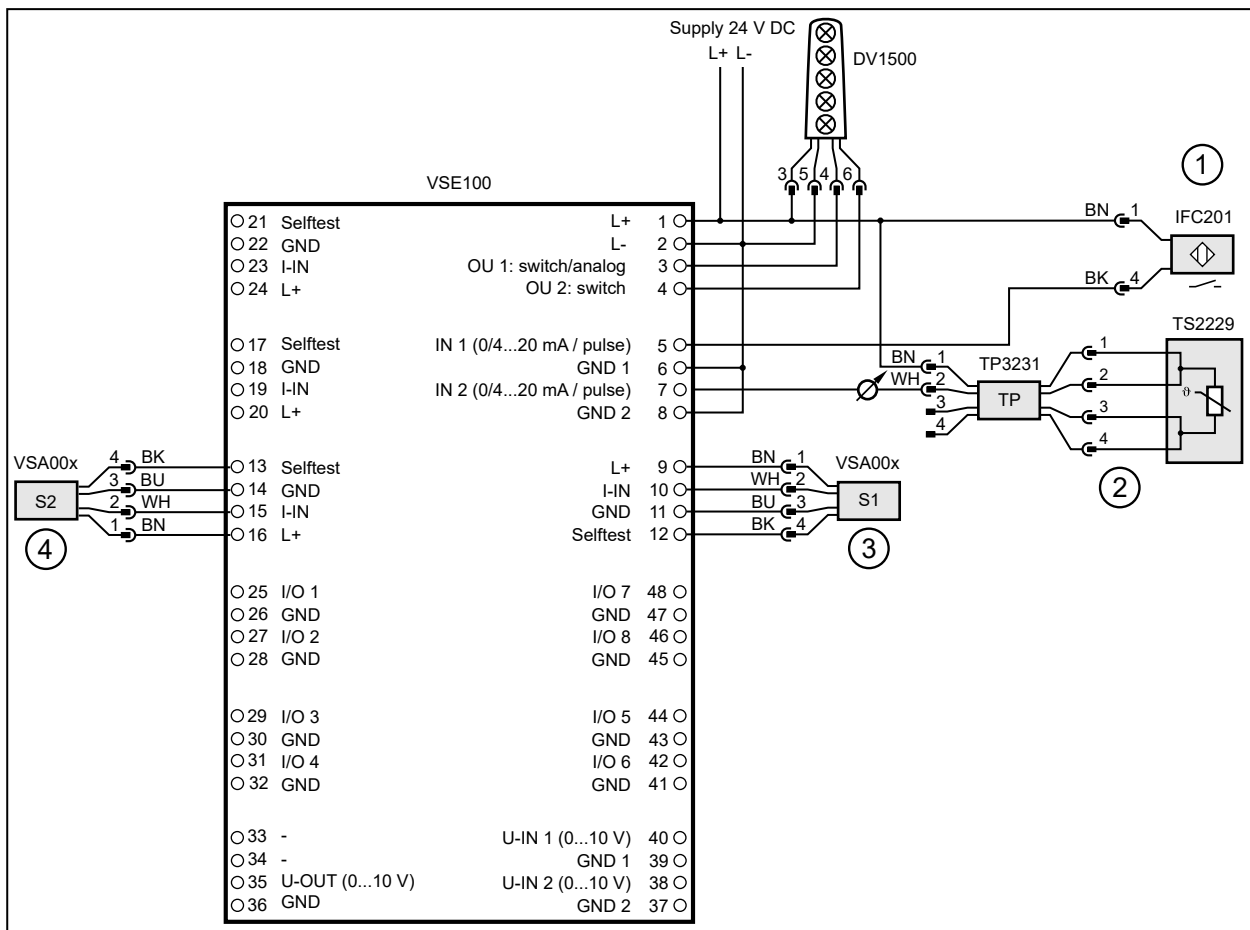 Supply 24 V DC
L+ L-
DV1500
3 5 4 6
1
VSE100
BN 1
IFC201
BK 4
21 Selftest
22 GND
23 I-IN
24 L+
L+ 1
L- 2
OU 1: switch/analog 3
OU 2: switch 4
17 Selftest
18 GND
19 I-IN
20 L+
IN 1 (0/4...20 mA / pulse) 5
GND 1 6
IN 2 (0/4...20 mA / pulse) 7
GND 2 8
BN 1
WH 2
3
4
TP3231
TP
1
2
3
4
TS2229
ϑ
2
VSA00x
S2
4 BK
3 BU
2 WH
1 BN
4
13 Selftest
14 GND
15 I-IN
16 L+
L+ 9
I-IN 10
GND 11
Selftest 12
BN 1
WH 2
BU 3
BK 4
VSA00x
S1
3
25 I/O 1
26 GND
27 I/O 2
28 GND
I/O 7 48
GND 47
I/O 8 46
GND 45
29 I/O 3
30 GND
31 I/O 4
32 GND
I/O 5 44
GND 43
I/O 6 42
GND 41
33 -
34 -
35 U-OUT (0...10 V)
36 GND
U-IN 1 (0...10 V) 40
GND 1 39
U-IN 2 (0...10 V) 38
GND 2 37